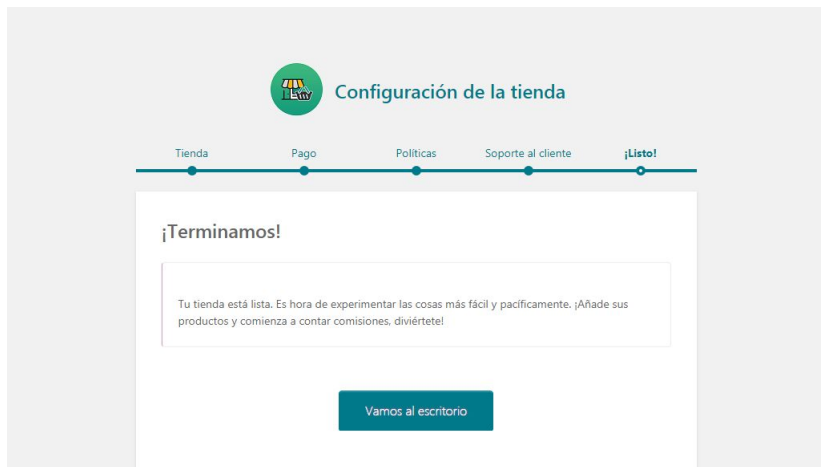 Configuración de la tienda
Tienda Pago Políticas Soporte al cliente ¡Listo!
¡Terminamos!
Tu tienda está lista. Es hora de experimentar las cosas más fácil y pacíficamente. ¡Añade sus
productos y comienza a contar comisiones, diviértete!
Vamos al escritorio